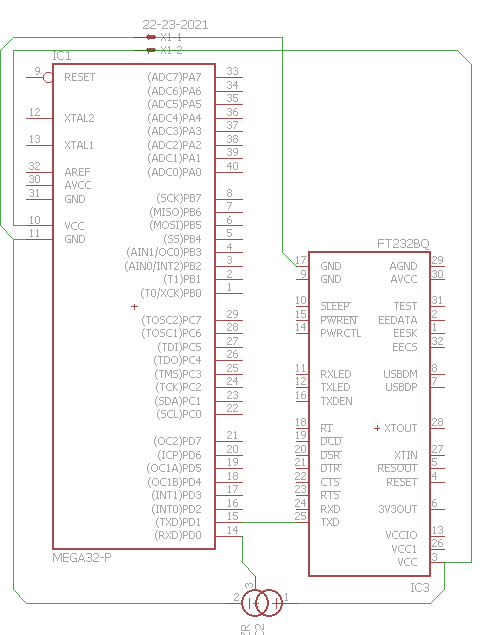 22-23-2021
X1-1
X1-2
IC1
9 RESET (ADC7)PA7 33
(ADC6)PA6 34
(ADC5)PA5 35
12 XTAL2 (ADC4)PA4 36
(ADC3)PA3 37
13 XTAL1 (ADC2)PA2 38
(ADC1)PA1 39
32 AREF (ADC0)PA0 40
30 AVCC
31 GND (SCK)PB7 8
(MISO)PB6 7
10 VCC (MOSI)PB5 6
11 GND (SS)PB4 5
(AIN1/OC0)PB3 4
(AIN0/INT2)PB2 3
(T1)PB1 2
(T0/XCK)PB0 1
(TOSC2)PC7 29
(TOSC1)PC6 28
(TDI)PC5 27
(TDO)PC4 26
(TMS)PC3 25
(TCK)PC2 24
(SDA)PC1 23
(SCL)PC0 22
(OC2)PD7 21
(ICP)PD6 20
(OC1A)PD5 19
(OC1B)PD4 18
(INT1)PD3 17
(INT0)PD2 16
(TXD)PD1 15
(RXD)PD0 14
MEGA32-P
FT232BQ
17 GND AGND 29
9 GND AVCC 30
10 SLEEP TEST 31
15 PWREN EEDATA 2
14 PWRCTL EESK 1
EECS 32
11 RXLED USBDM 8
12 TXLED USBDP 7
16 TXDEN
18 RI XTOUT 28
19 DCD
20 DSR XTIN 27
21 DTR RESOUT 5
22 CTS RESET 4
23 RTS
24 RXD 3V3OUT 6
25 TXD
VCCIO 13
VCC1 26
VCC 3
IC3
3
2 1